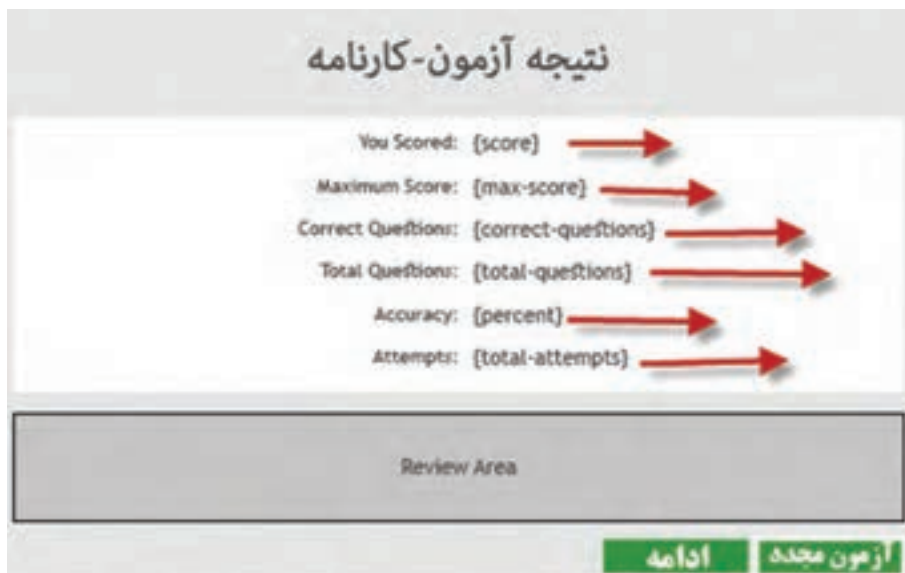 نتیجه آزمون-کارنامه
You Scored: {score}
Maximum Score: {max-score}
Correct Questions: {correct-questions}
Total Questions: {total-questions}
Accuracy: {percent}
Attempts: {total-attempts}
Review Area
آزمون مجدد ادامه